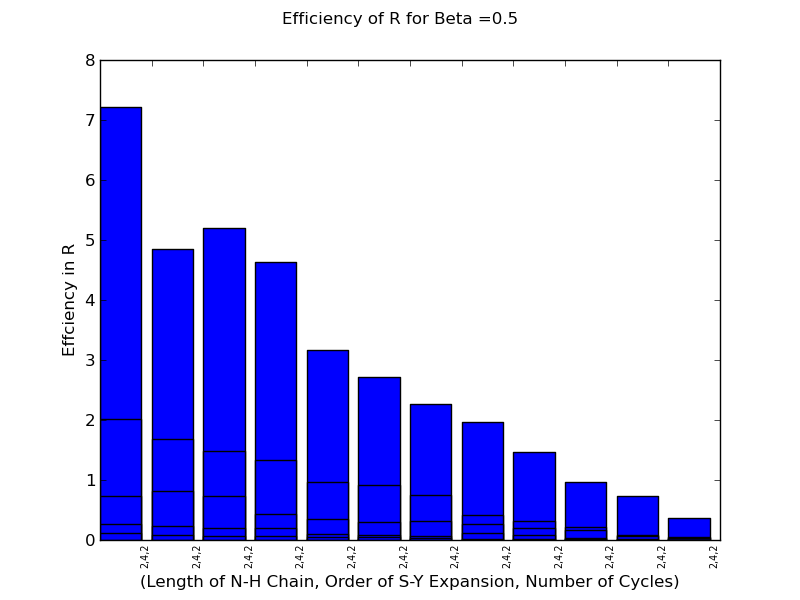 Efficiency of R for Beta =0.5
8
7
6
5
4
3
2
1
0
Effciency in R
2,4,2 2,4,2 2,4,2 2,4,2 2,4,2 2,4,2 2,4,2 2,4,2 2,4,2 2,4,2 2,4,2 2,4,2
(Length of N-H Chain, Order of S-Y Expansion, Number of Cycles)